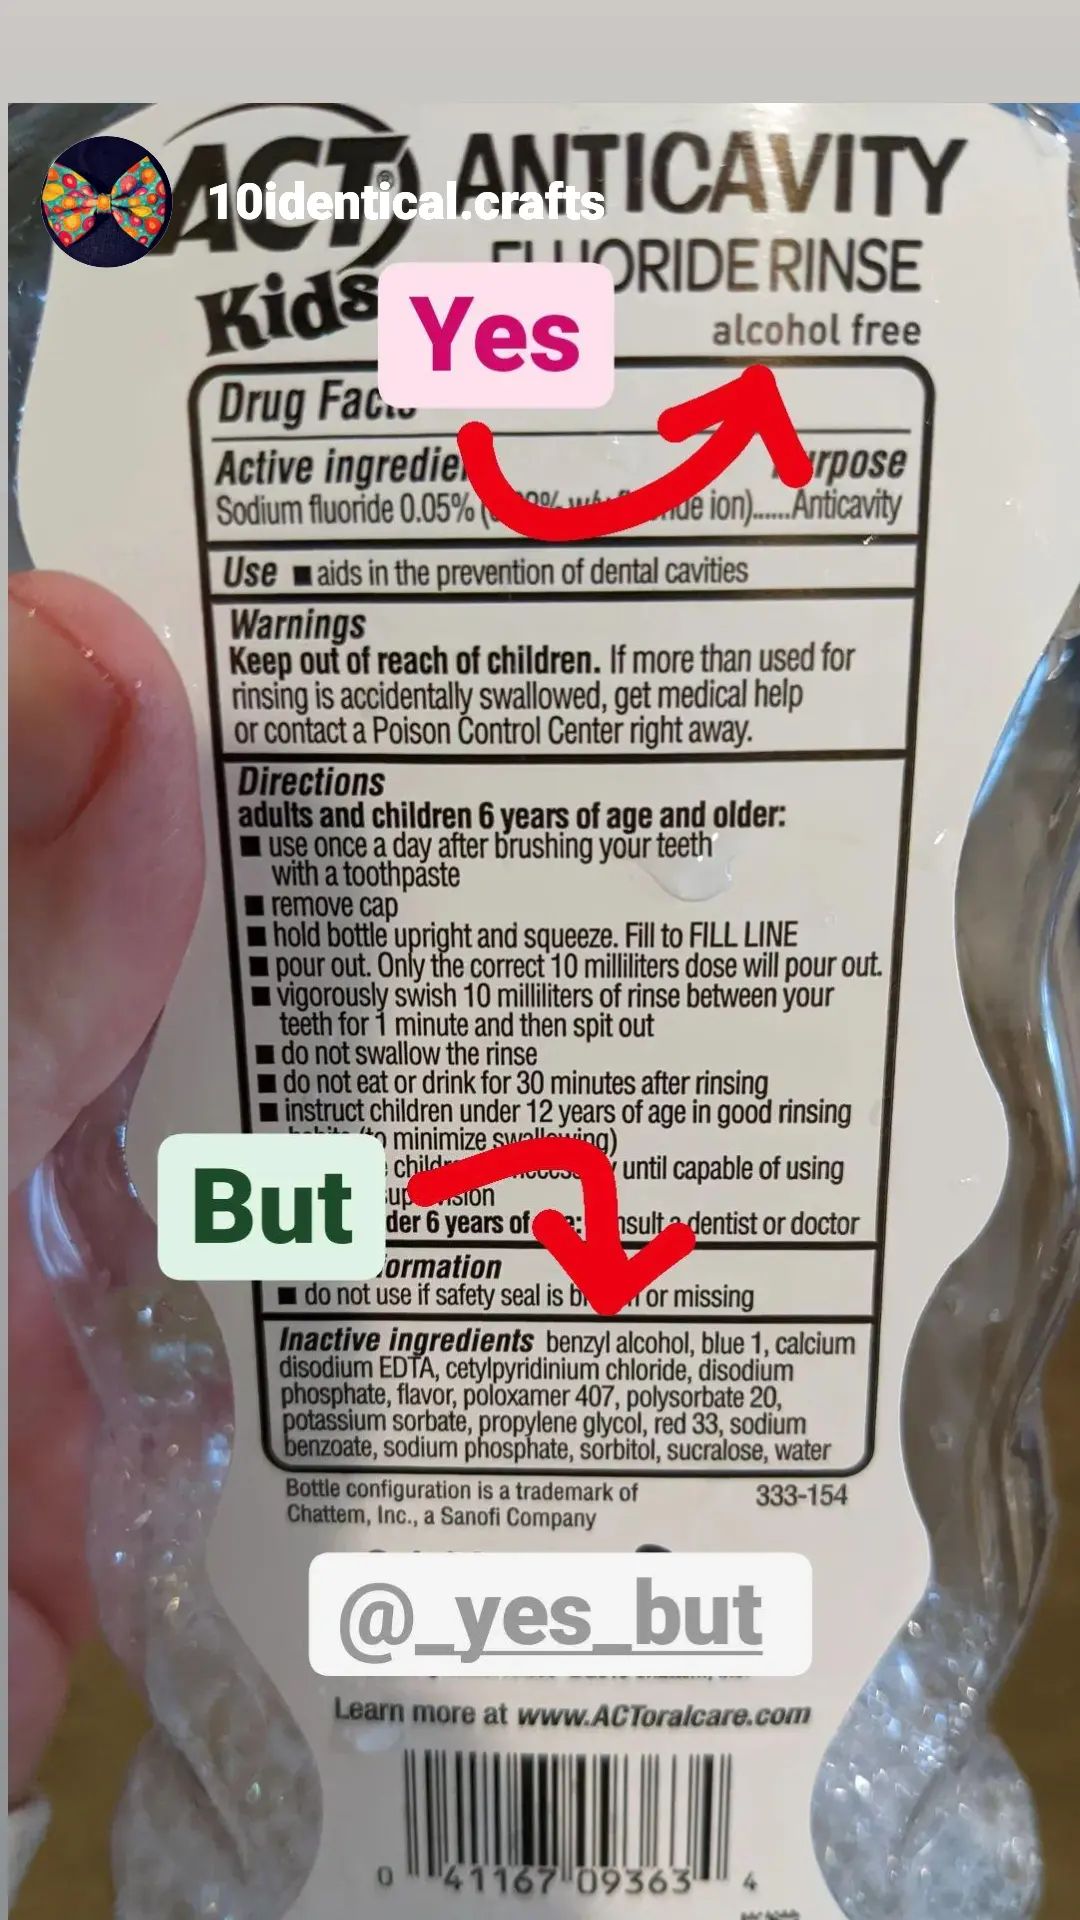 ACT® ANTICAVITY
10identical.crafts
Kids FLUORIDE RINSE
Yes
alcohol free
Drug Facts
Active ingredie Purpose
Sodium fluoride 0.05% ( ion)......Anticavity
Use ■ aids in the prevention of dental cavities
Warnings
Keep out of reach of children. If more than used for
rinsing is accidentally swallowed, get medical help
or contact a Poison Control Center right away.
Directions
adults and children 6 years of age and older:
■ use once a day after brushing your teeth
with a toothpaste
■ remove cap
■ hold bottle upright and squeeze. Fill to FILL LINE
■ pour out. Only the correct 10 milliliters dose will pour out.
■ vigorously swish 10 milliliters of rinse between your
teeth for 1 minute and then spit out
■ do not swallow the rinse
■ do not eat or drink for 30 minutes after rinsing
■ instruct children under 12 years of age in good rinsing
habits (to minimize swallowing)
until capable of using
But
der 6 years of dentist or doctor
ormation
■ do not use if safety seal is broken or missing
Inactive ingredients benzyl alcohol, blue 1, calcium
disodium EDTA, cetylpyridinium chloride, disodium
phosphate, flavor, poloxamer 407, polysorbate 20,
potassium sorbate, propylene glycol, red 33, sodium
benzoate, sodium phosphate, sorbitol, sucralose, water
Bottle configuration is a trademark of 333-154
Chattem, Inc., a Sanofi Company
@_yes_but
Learn more at www.ACToralcare.com
0 41167 09363 4